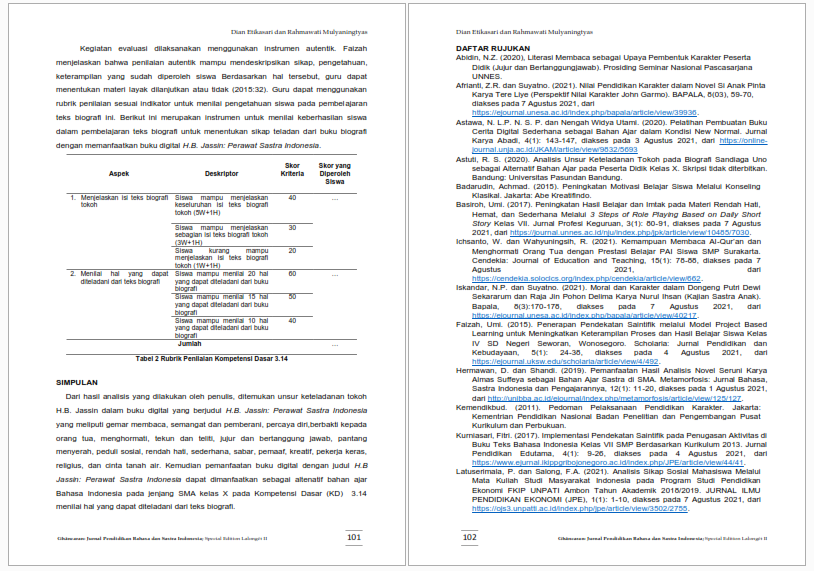 Dian Etikasari dan Rahmawati Mulyaningtyas
Kegiatan evaluasi dilaksanakan menggunakan instrumen autentik. Faizah
menjelaskan bahwa penilaian autentik mampu mendeskripsikan sikap, pengetahuan,
keterampilan yang sudah diperoleh siswa Berdasarkan hal tersebut, guru dapat
menentukan materi layak dilanjutkan atau tidak (2015:32). Guru dapat menggunakan
rubrik penilaian sesuai indikator untuk menilai pengetahuan siswa pada pembelajaran
teks biografi ini. Berikut ini merupakan instrumen untuk menilai keberhasilan siswa
dalam pembelajaran teks biografi untuk menentukan sikap teladan dari buku biografi
dengan memanfaatkan buku digital H.B. Jassin: Perawat Sastra Indonesia.
Aspek Deskriptor Skor Kriteria Skor yang Diperoleh Siswa
1. Menjelaskan isi teks biografi tokoh
Siswa mampu menjelaskan keseluruhan isi teks biografi tokoh (5W+1H) 40 ...
Siswa mampu menjelaskan sebagian isi teks biografi tokoh (3W+1H) 30
Siswa kurang mampu menjelaskan isi teks biografi tokoh (1W+1H) 20
2. Menilai hal yang dapat diteladani dari teks biografi
Siswa mampu menilai 20 hal yang dapat diteladani dari buku biografi 60 ...
Siswa mampu menilai 15 hal yang dapat diteladani dari buku biografi 50
Siswa mampu menilai 10 hal yang dapat diteladani dari buku biografi 40
Jumlah ...
Tabel 2 Rubrik Penilaian Kompetensi Dasar 3.14
SIMPULAN
Dari hasil analisis yang dilakukan oleh penulis, ditemukan unsur keteladanan tokoh
H.B. Jassin dalam buku digital yang berjudul H.B. Jassin: Perawat Sastra Indonesia
yang meliputi gemar membaca, semangat dan pemberani, percaya diri,berbakti kepada
orang tua, menghormati, tekun dan teliti, jujur dan bertanggung jawab, pantang
menyerah, peduli sosial, rendah hati, sederhana, sabar, pemaaf, kreatif, pekerja keras,
religius, dan cinta tanah air. Kemudian pemanfaatan buku digital dengan judul H.B
Jassin: Perawat Sastra Indonesia dapat dimanfaatkan sebagai altenatif bahan ajar
Bahasa Indonesia pada jenjang SMA kelas X pada Kompetensi Dasar (KD) 3.14
menilai hal yang dapat diteladani dari teks biografi.
Ghâncaran: Jurnal Pendidikan Bahasa dan Sastra Indonesia; Special Edition Lalongèt II
101
Dian Etikasari dan Rahmawati Mulyaningtyas
DAFTAR RUJUKAN
Abidin, N.Z. (2020), Literasi Membaca sebagai Upaya Pembentuk Karakter Peserta
Didik (Jujur dan Bertanggungjawab). Prosiding Seminar Nasional Pascasarjana
UNNES.
Afrianti, Z.R. dan Suyatno. (2021). Nilai Pendidikan Karakter dalam Novel Si Anak Pinta
Karya Tere Liye (Perspektif Nilai Karakter John Garmo). BAPALA, 8(03), 59-70,
diakses pada 7 Agustus 2021, dari
https://ejournal.unesa.ac.id/index.php/bapala/article/view/39936.
Astawa, N. L.P. N. S. P. dan Nengah Widya Utami. (2020). Pelatihan Pembuatan Buku
Cerita Digital Sederhana sebagai Bahan Ajar dalam Kondisi New Normal. Jurnal
Karya Abadi, 4(1): 143-147, diakses pada 3 Agustus 2021, dari https://online-
journal.unja.ac.id/JKAM/article/view/9832/5693
Astuti, R. S. (2020). Analisis Unsur Keteladanan Tokoh pada Biografi Sandiaga Uno
sebagai Alternatif Bahan Ajar pada Peserta Didik Kelas X. Skripsi tidak diterbitkan.
Bandung: Universitas Pasundan Bandung.
Badarudin, Achmad. (2015). Peningkatan Motivasi Belajar Siswa Melalui Konseling
Klasikal. Jakarta: Abe Kreatifindo.
Basiroh, Umi. (2017). Peningkatan Hasil Belajar dan Imtak pada Materi Rendah Hati,
Hemat, dan Sederhana Melalui 3 Steps of Role Playing Based on Daily Short
Story Kelas VII. Jurnal Profesi Keguruan, 3(1): 80-91, diakses pada 7 Agustus
2021, dari https://journal.unnes.ac.id/nju/index.php/jpk/article/view/10465/7030.
Ichsanto, W. dan Wahyuningsih, R. (2021). Kemampuan Membaca Al-Qur'an dan
Menghormati Orang Tua dengan Prestasi Belajar PAI Siswa SMP Surakarta.
Cendekia: Journal of Education and Teaching, 15(1): 78-88, diakses pada 7
Agustus 2021, dari
https://cendekia.soloclcs.org/index.php/cendekia/article/view/662.
Iskandar, N.P. dan Suyatno. (2021). Moral dan Karakter dalam Dongeng Putri Dewi
Sekararum dan Raja Jin Pohon Delima Karya Nurul Ihsan (Kajian Sastra Anak).
Bapala, 8(3):170-178, diakses pada 7 Agustus 2021, dari
https://ejournal.unesa.ac.id/index.php/bapala/article/view/40217.
Faizah, Umi. (2015). Penerapan Pendekatan Saintifik melalui Model Project Based
Learning untuk Meningkatkan Keterampilan Proses dan Hasil Belajar Siswa Kelas
IV SD Negeri Seworan, Wonosegoro. Scholaria: Jurnal Pendidikan dan
Kebudayaan, 5(1): 24-38, diakses pada 4 Agustus 2021, dari
https://ejournal.uksw.edu/scholaria/article/view/4/492.
Hermawan, D. dan Shandi. (2019). Pemanfaatan Hasil Analisis Novel Seruni Karya
Almas Suffeya sebagai Bahan Ajar Sastra di SMA. Metamorfosis: Jurnal Bahasa,
Sastra Indonesia dan Pengajarannya, 12(1): 11-20, diakses pada 1 Agustus 2021,
dari http://unibba.ac.id/ejournal/index.php/metamorfosis/article/view/125/127.
Kemendikbud. (2011). Pedoman Pelaksanaan Pendidikan Karakter. Jakarta:
Kementrian Pendidikan Nasional Badan Penelitian dan Pengembangan Pusat
Kurikulum dan Perbukuan.
Kurniasari, Fitri. (2017). Implementasi Pendekatan Saintifik pada Penugasan Aktivitas di
Buku Teks Bahasa Indonesia Kelas VII SMP Berdasarkan Kurikulum 2013. Jurnal
Pendidikan Edutama, 4(1): 9-26, diakses pada 4 Agustus 2021, dari
https://www.ejurnal.ikippgribojonegoro.ac.id/index.php/JPE/article/view/44/41.
Latuserimala, P. dan Salong, F.A. (2021). Analisis Sikap Sosial Mahasiswa Melalui
Mata Kuliah Studi Masyarakat Indonesia pada Program Studi Pendidikan
Ekonomi FKIP UNPATI Ambon Tahun Akademik 2018/2019. JURNAL ILMU
PENDIDIKAN EKONOMI (JPE), 1(1): 1-10, diakses pada 7 Agustus 2021, dari
https://ojs3.unpatti.ac.id/index.php/jpe/article/view/3502/2755.
102
Ghâncaran: Jurnal Pendidikan Bahasa dan Sastra Indonesia; Special Edition Lalongèt II